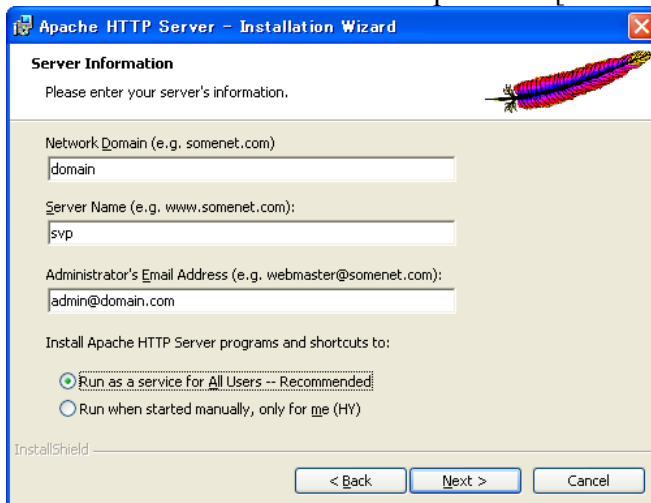 Apache HTTP Server - Installation Wizard
Server Information
Please enter your server's information.
Network Domain (e.g. somenet.com)
domain
Server Name (e.g. www.somenet.com):
svp
Administrator's Email Address (e.g. webmaster@somenet.com):
admin@domain.com
Install Apache HTTP Server programs and shortcuts to:
Run as a service for All Users -- Recommended
Run when started manually, only for me (HY)
InstallShield
< Back Next > Cancel